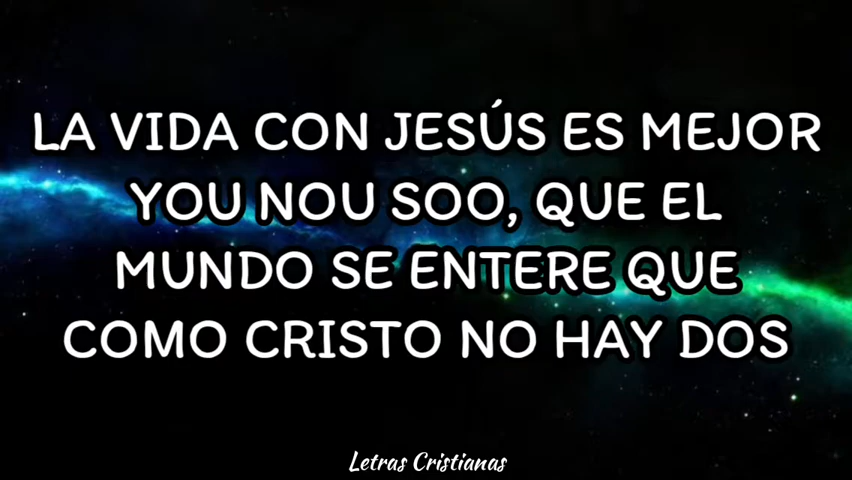 LA VIDA CON JESÚS ES MEJOR
YOU NOU SOO, QUE EL
MUNDO SE ENTERE QUE
COMO CRISTO NO HAY DOS
Letras Cristianas